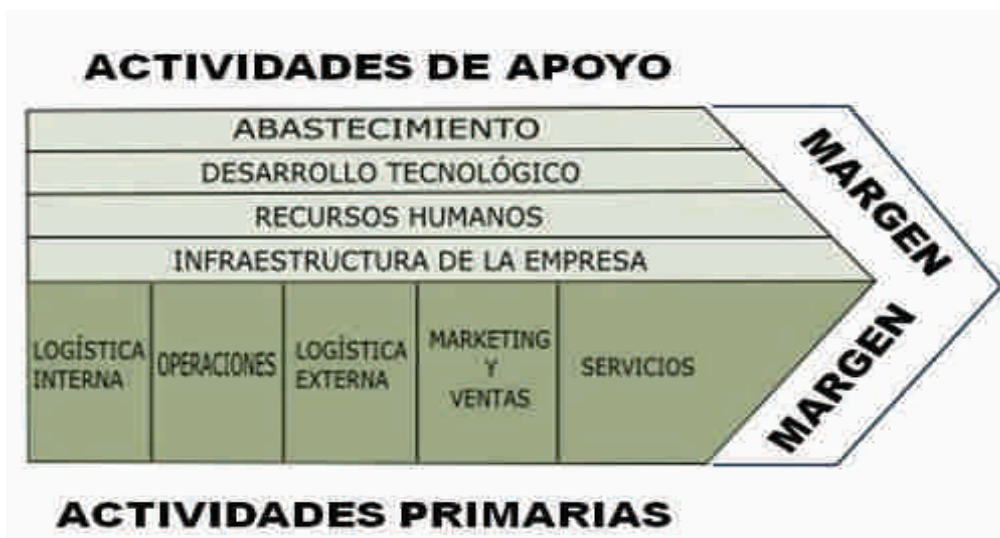 ACTIVIDADES DE APOYO
ABASTECIMIENTO
DESARROLLO TECNOLÓGICO
RECURSOS HUMANOS
INFRAESTRUCTURA DE LA EMPRESA
MARGEN
LOGÍSTICA
INTERNA
OPERACIONES
LOGÍSTICA
EXTERNA
MARKETING
Y
VENTAS
SERVICIOS
MARGEN
ACTIVIDADES PRIMARIAS